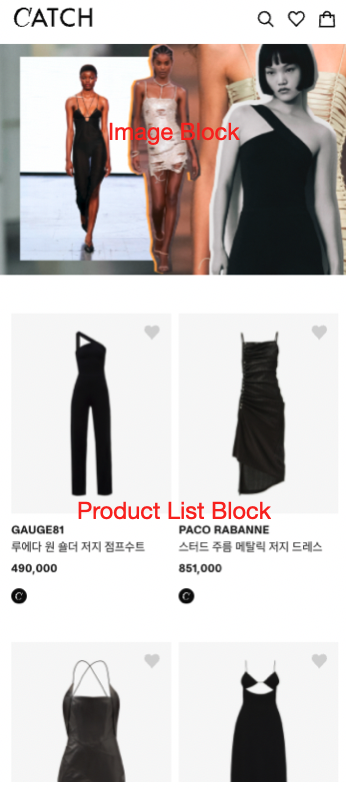 CATCH
Image Block
Product List Block
GAUGE81
루에다 원 숄더 저지 점프수트
490,000
C
PACO RABANNE
스터드 주름 메탈릭 저지 드레스
851,000
C